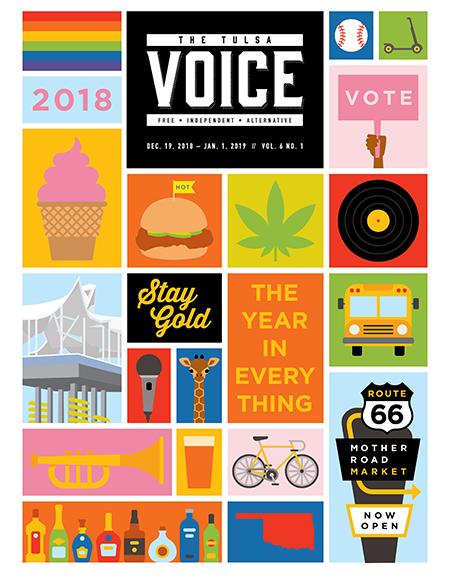 THE TULSA
VOICE
FREE • INDEPENDENT • ALTERNATIVE
DEC. 19, 2018 – JAN. 1, 2019 // VOL. 6 NO. 1
2018
VOTE
HOT
Stay
Gold
THE
YEAR
IN
EVERY
THING
ROUTE
66
MOTHER
ROAD
MARKET
NOW
OPEN